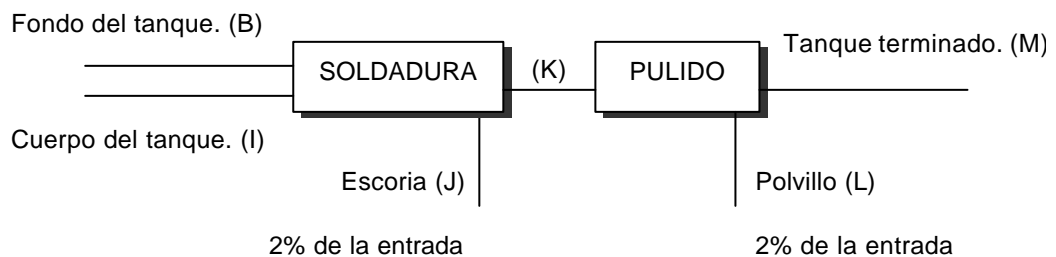 Fondo del tanque. (B)
SOLDADURA
(K)
PULIDO
Tanque terminado. (M)
Cuerpo del tanque. (I)
Escoria (J)
Polvillo (L)
2% de la entrada
2% de la entrada